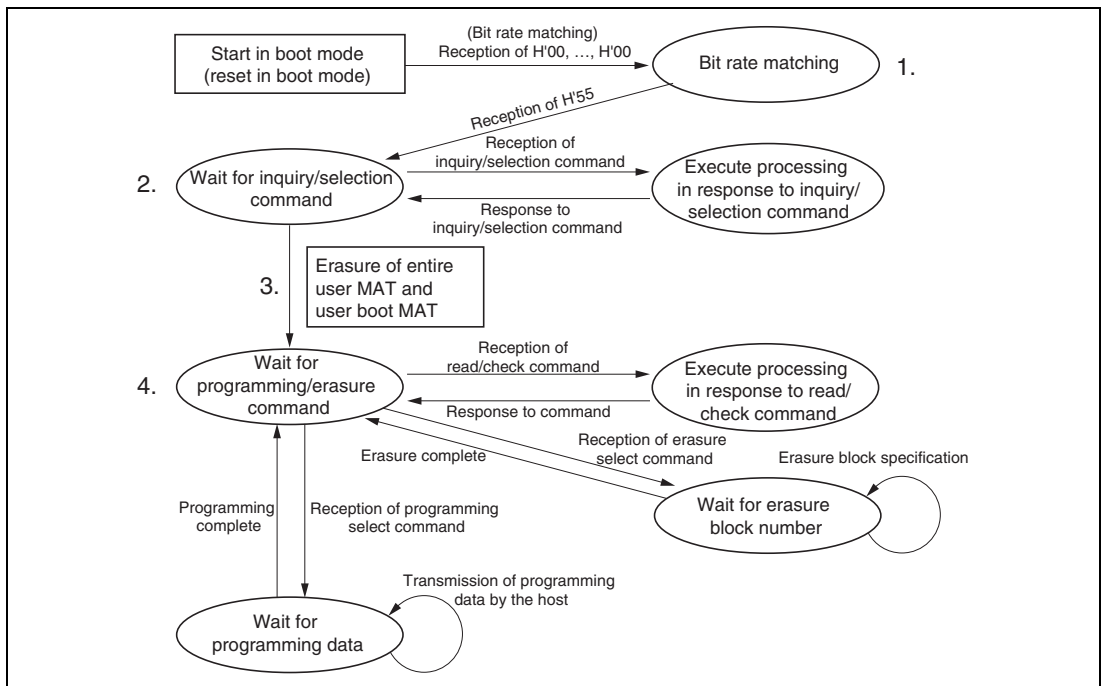 Start in boot mode
(reset in boot mode)
(Bit rate matching)
Reception of H'00, ..., H'00
Bit rate matching
1.
Reception of H'55
2.
Wait for inquiry/selection
command
Reception of
inquiry/selection command
Response to
inquiry/selection command
Execute processing
in response to inquiry/
selection command
3.
Erasure of entire
user MAT and
user boot MAT
4.
Wait for
programming/erasure
command
Reception of
read/check command
Response to command
Execute processing
in response to read/
check command
Reception of erasure
select command
Erasure complete
Erasure block specification
Wait for erasure
block number
Programming
complete
Reception of programming
select command
Transmission of programming
data by the host
Wait for
programming data